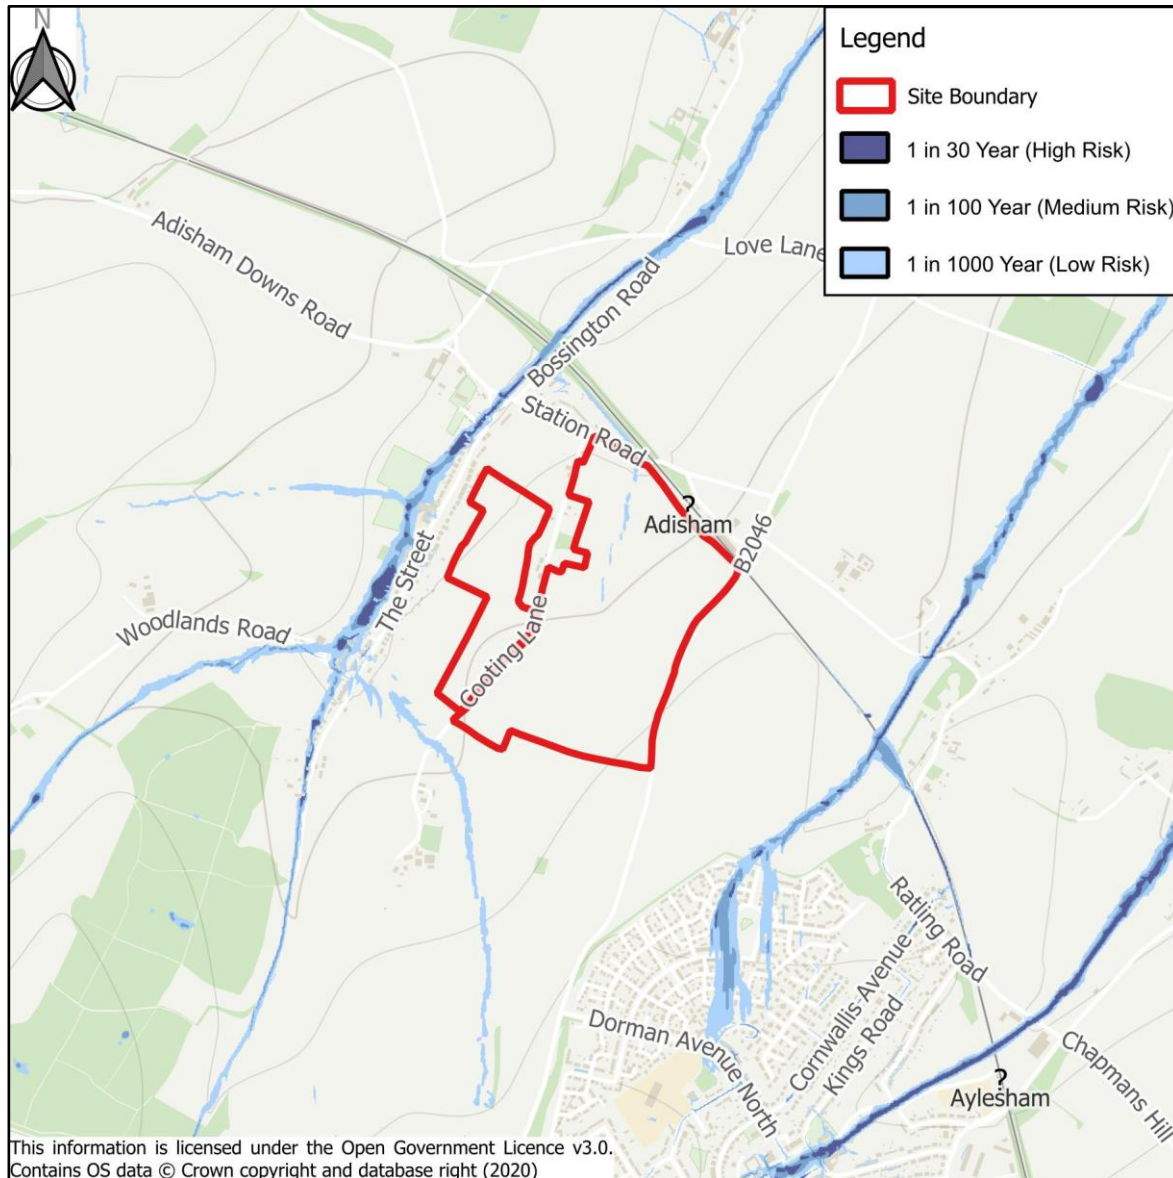 N
Legend
Site Boundary
1 in 30 Year (High Risk)
1 in 100 Year (Medium Risk)
1 in 1000 Year (Low Risk)
Adisham Downs Road
Love Lane
Bossington Road
Station Road
?
Adisham
B2046
The Street
Woodlands Road
Cooting Lane
Ratling Road
Cornwallis Avenue
Kings Road
Dorman Avenue North
Chapmans Hill
?
Aylesham
This information is licensed under the Open Government Licence v3.0.
Contains OS data © Crown copyright and database right (2020)